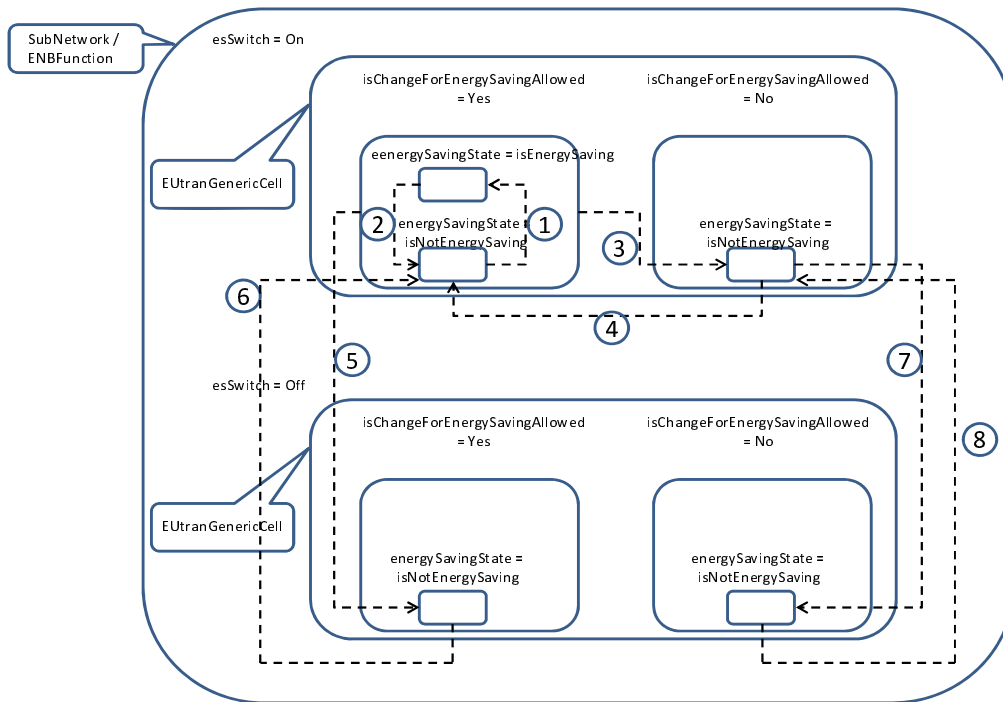 SubNetwork /
ENBFunction
esSwitch = On
isChangeForEnergySavingAllowed
= Yes
isChangeForEnergySavingAllowed
= No
EUtranGenericCell
eenergySavingState = isEnergySaving
2
1
energySavingState =
isNotEnergySaving
3
energySavingState =
isNotEnergySaving
6
4
5
7
esSwitch = Off
isChangeForEnergySavingAllowed
= Yes
isChangeForEnergySavingAllowed
= No
8
EUtranGenericCell
energySavingState =
isNotEnergySaving
energySavingState =
isNotEnergySaving